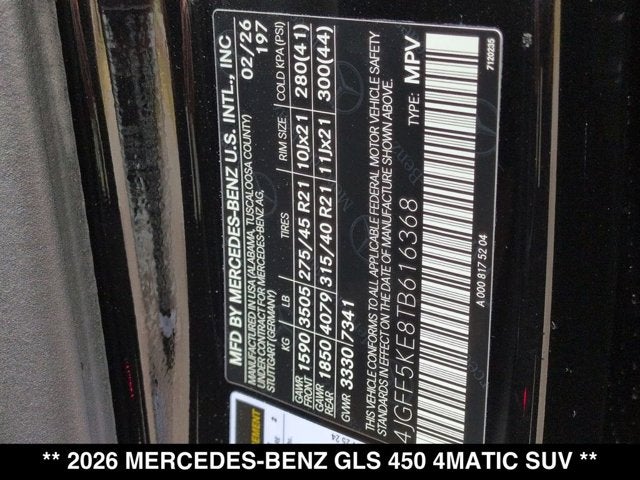 MFD BY MERCEDES-BENZ U.S. INTL., INC
MANUFACTURED IN USA (ALABAMA, TUSCALOOSA COUNTY)
UNDER CONTRACT FOR MERCEDES-BENZ AG,
STUTTGART (GERMANY)
02/26
197
KG LB TIRES RIM SIZE COLD KPA (PSI)
GAWR FRONT 1590 3505 275/45 R21 10Jx21 280(41)
GAWR REAR 1850 4079 315/40 R21 11Jx21 300(44)
GVWR 3330 7341
THIS VEHICLE CONFORMS TO ALL APPLICABLE FEDERAL MOTOR VEHICLE SAFETY
STANDARDS IN EFFECT ON THE DATE OF MANUFACTURE SHOWN ABOVE.
4JGFF5KE8TB616368 TYPE: MPV
A 000 817 52 04
7120235
** 2026 MERCEDES-BENZ GLS 450 4MATIC SUV **